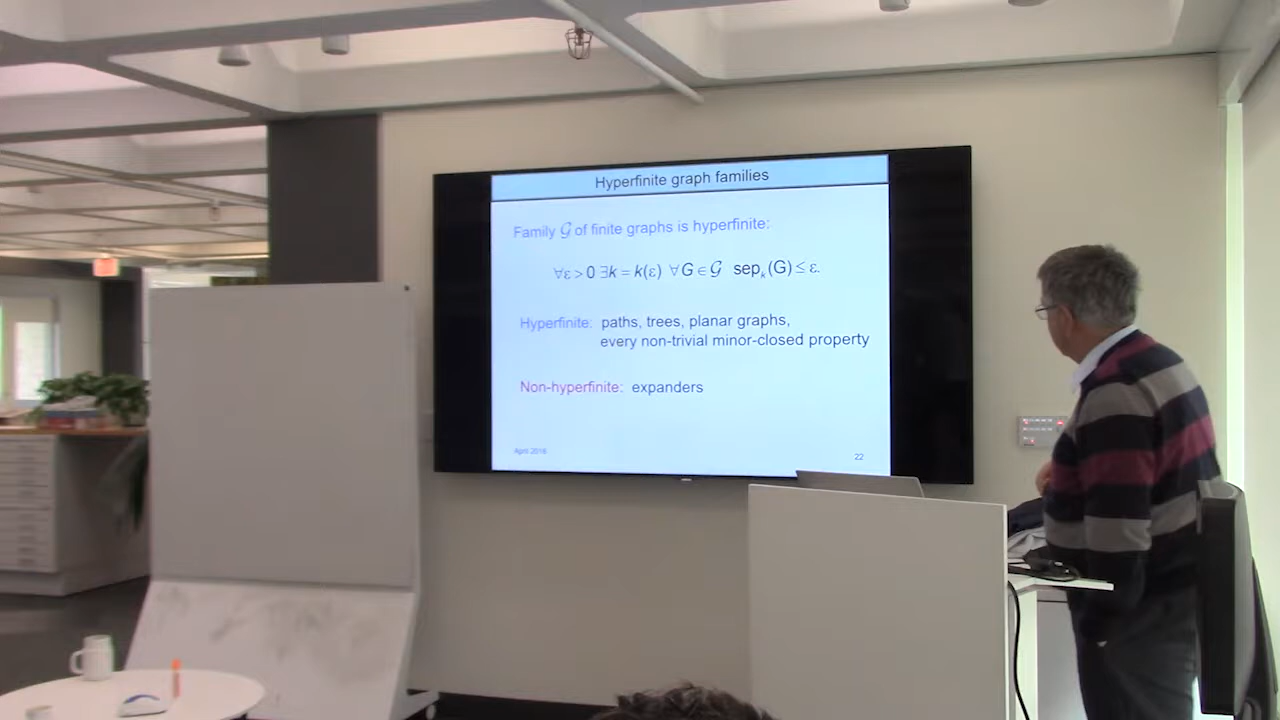 Hyperfinite graph families
Family 𝒢 of finite graphs is hyperfinite:
∀ε > 0 ∃k = k(ε) ∀G ∈ 𝒢 sepₖ(G) ≤ ε.
Hyperfinite: paths, trees, planar graphs,
every non-trivial minor-closed property
Non-hyperfinite: expanders
April 2018
22